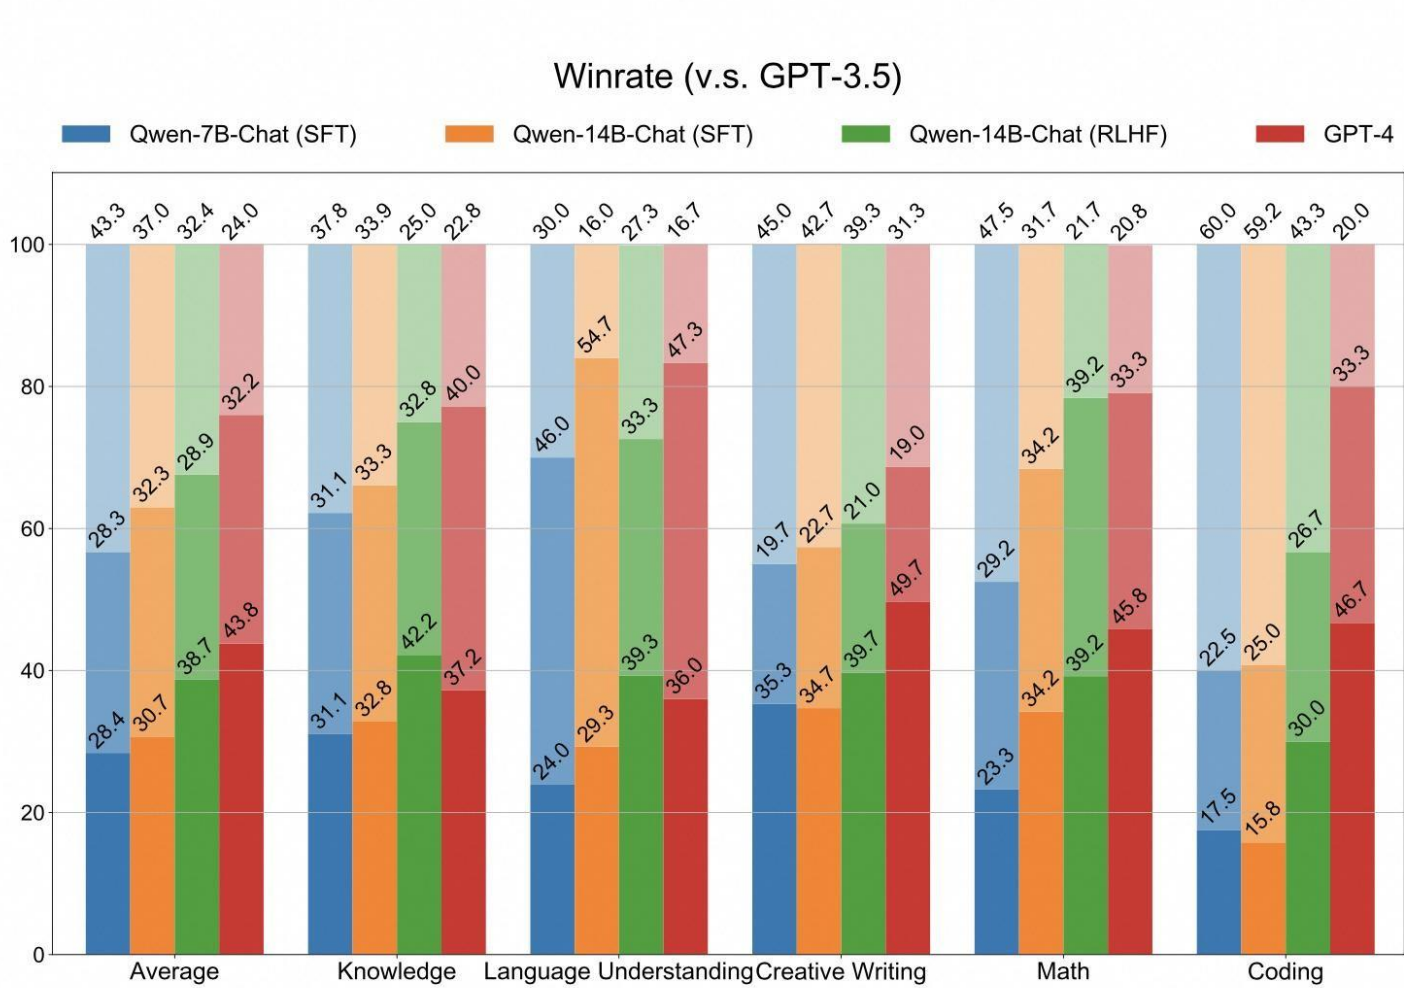 Winrate (v.s. GPT-3.5)
Qwen-7B-Chat (SFT) Qwen-14B-Chat (SFT) Qwen-14B-Chat (RLHF) GPT-4
43.3 37.0 32.4 24.0 37.8 33.9 25.0 22.8 30.0 16.0 27.3 16.7 45.0 42.7 39.3 31.3 47.5 31.7 21.7 20.8 60.0 59.2 43.3 20.0
28.3 32.3 28.9 32.2 31.1 33.3 32.8 40.0 46.0 54.7 33.3 47.3 19.7 22.7 21.0 19.0 29.2 34.2 39.2 33.3 22.5 25.0 26.7 33.3
28.4 30.7 38.7 43.8 31.1 32.8 42.2 37.2 24.0 29.3 39.3 36.0 35.3 34.7 39.7 49.7 23.3 34.2 39.2 45.8 17.5 15.8 30.0 46.7
100
80
60
40
20
0
Average Knowledge Language Understanding Creative Writing Math Coding